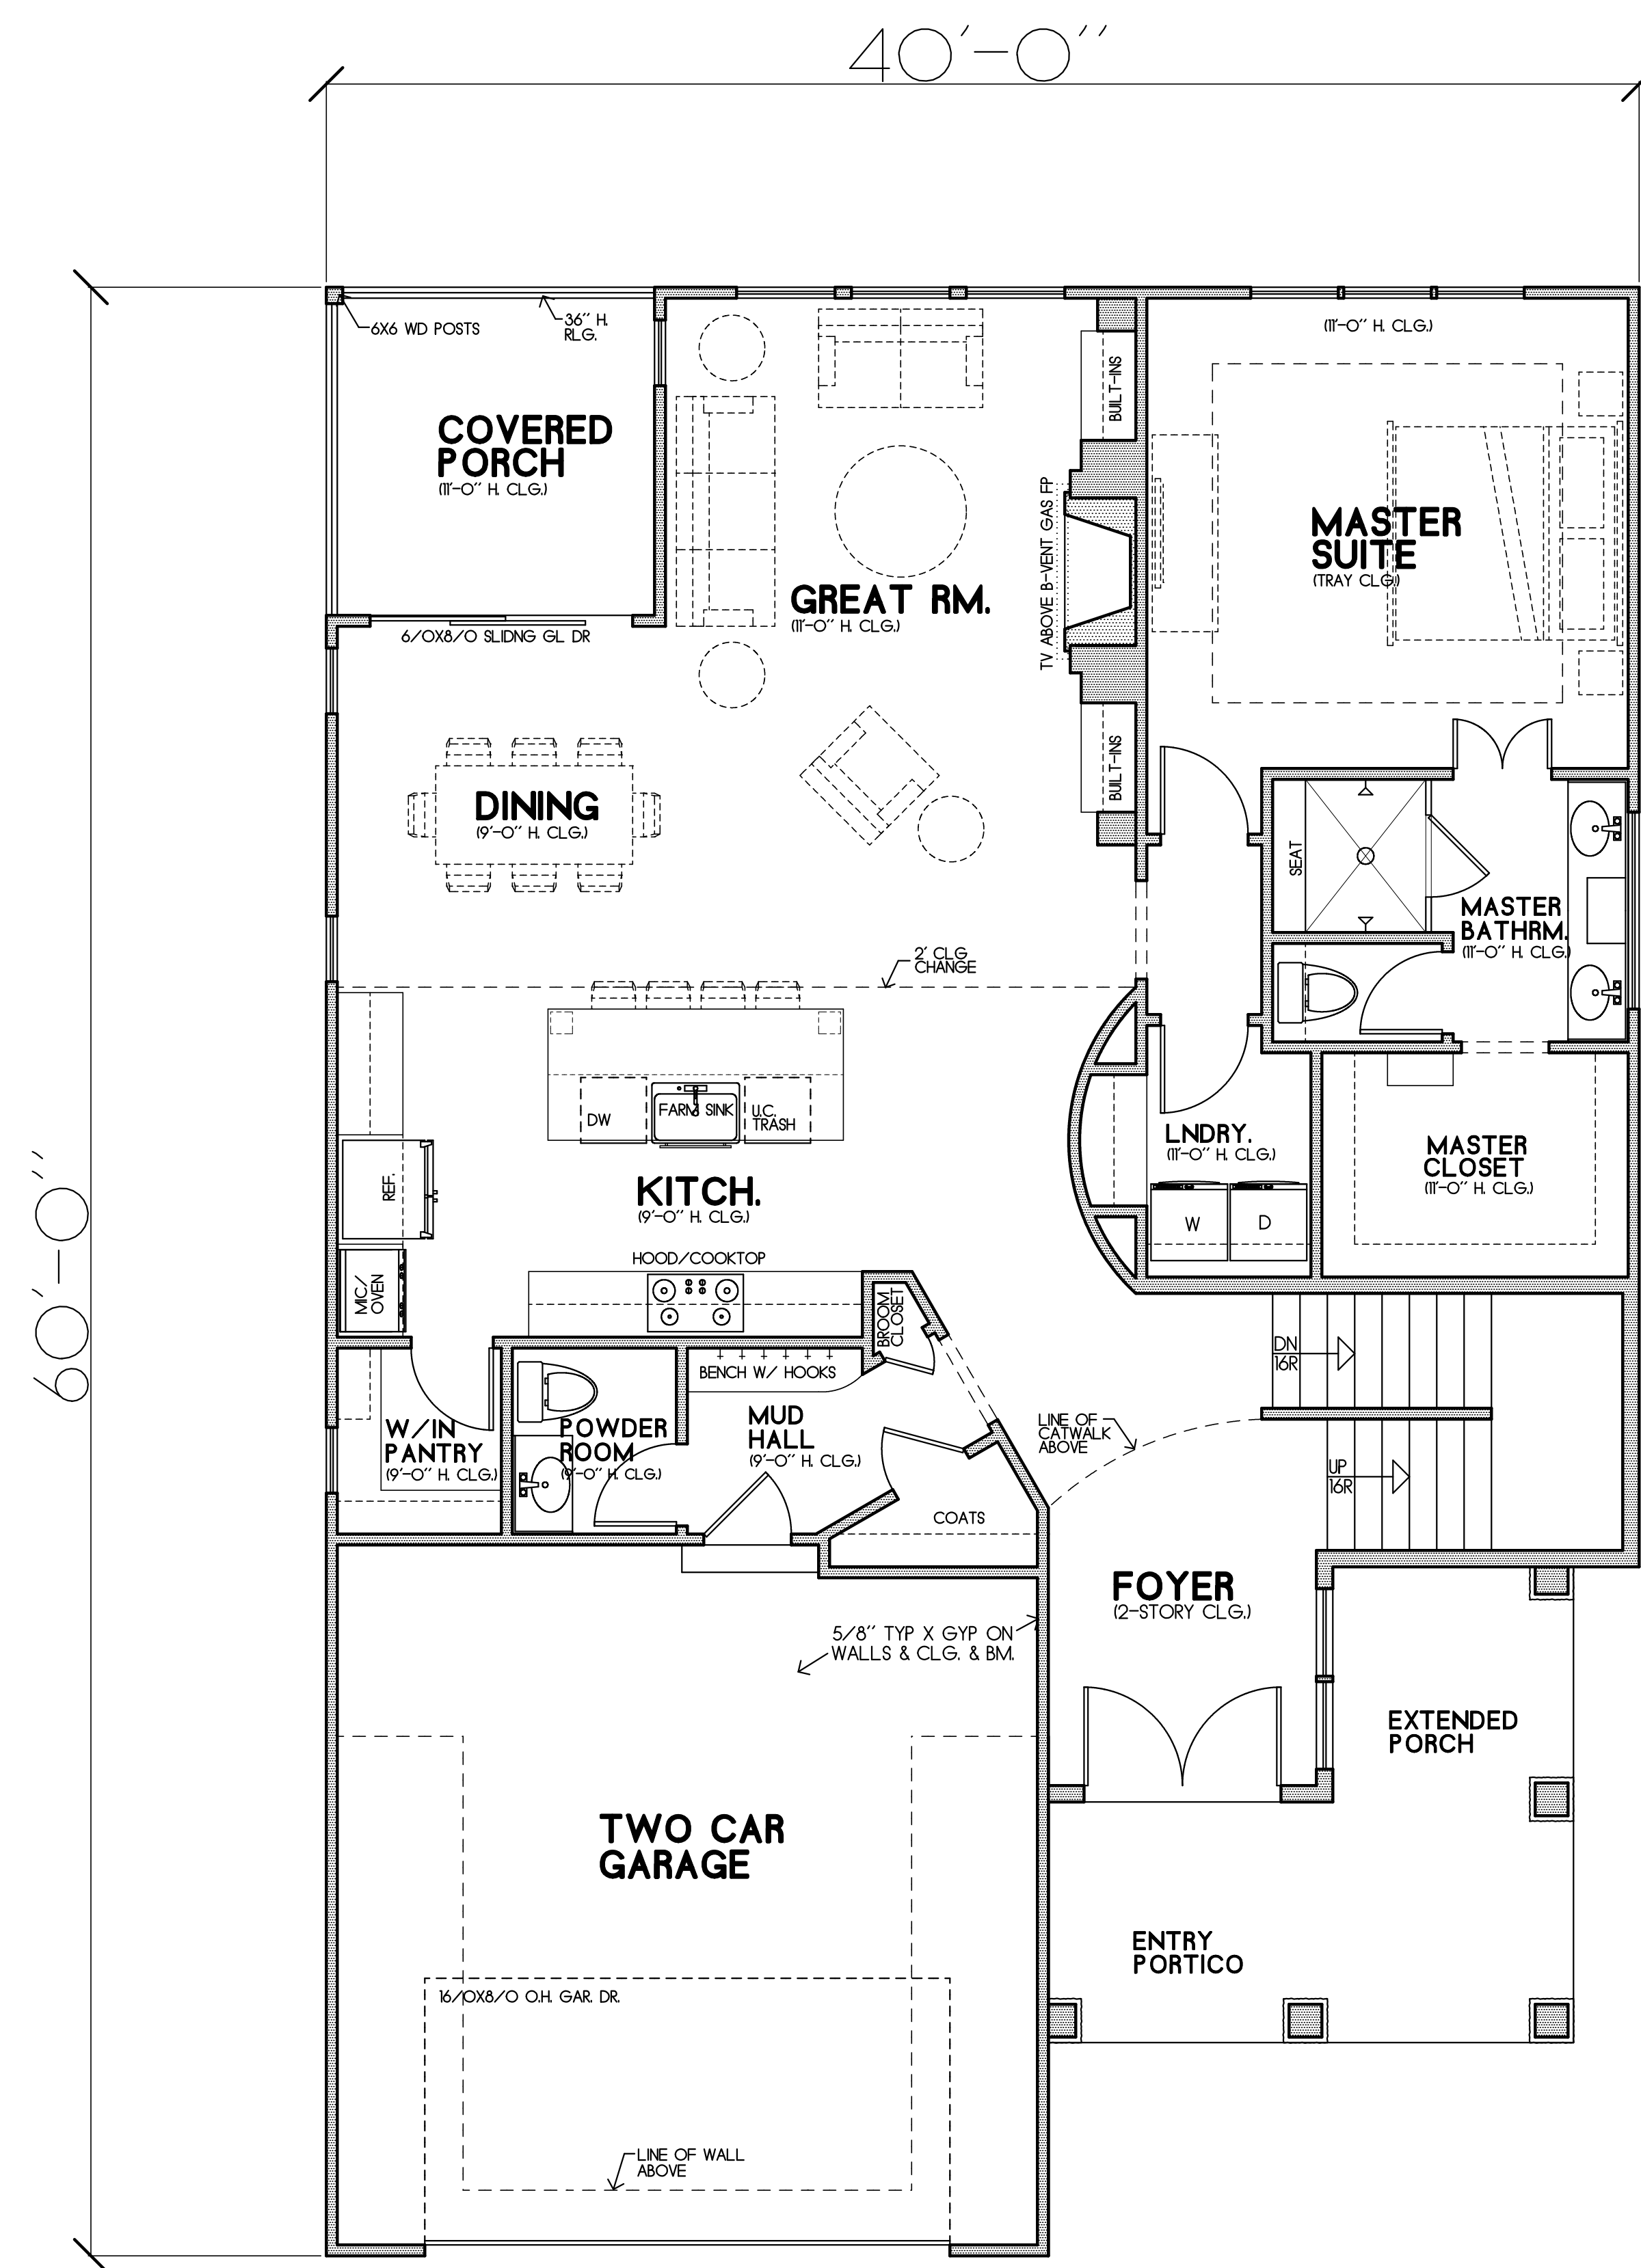 40'-0"
60'-0"
6X6 WD POSTS
36" H.
RLG.
(11'-0" H. CLG.)
COVERED
PORCH
(11'-0" H. CLG.)
BUILT-INS
6/0X8/0 SLIDNG GL DR
GREAT RM.
(11'-0" H. CLG.)
TV ABOVE B-VENT GAS FP
MASTER
SUITE
(TRAY CLG.)
BUILT-INS
DINING
(9'-0" H. CLG.)
SEAT
MASTER
BATHRM.
(11'-0" H. CLG.)
2' CLG
CHANGE
DW
FARM SINK
U.C.
TRASH
LNDRY.
(11'-0" H. CLG.)
W
D
MASTER
CLOSET
(11'-0" H. CLG.)
REF.
KITCH.
(9'-0" H. CLG.)
HOOD/COOKTOP
MIC/
OVEN
BROOM
CLOSET
DN
16R
BENCH W/ HOOKS
W/IN
PANTRY
(9'-0" H. CLG.)
POWDER
ROOM
(9'-0" H. CLG.)
MUD
HALL
(9'-0" H. CLG.)
LINE OF
CATWALK
ABOVE
UP
16R
COATS
FOYER
(2-STORY CLG.)
5/8" TYP X GYP ON
WALLS & CLG. & BM.
EXTENDED
PORCH
TWO CAR
GARAGE
ENTRY
PORTICO
16/0X8/0 O.H. GAR. DR.
LINE OF WALL
ABOVE